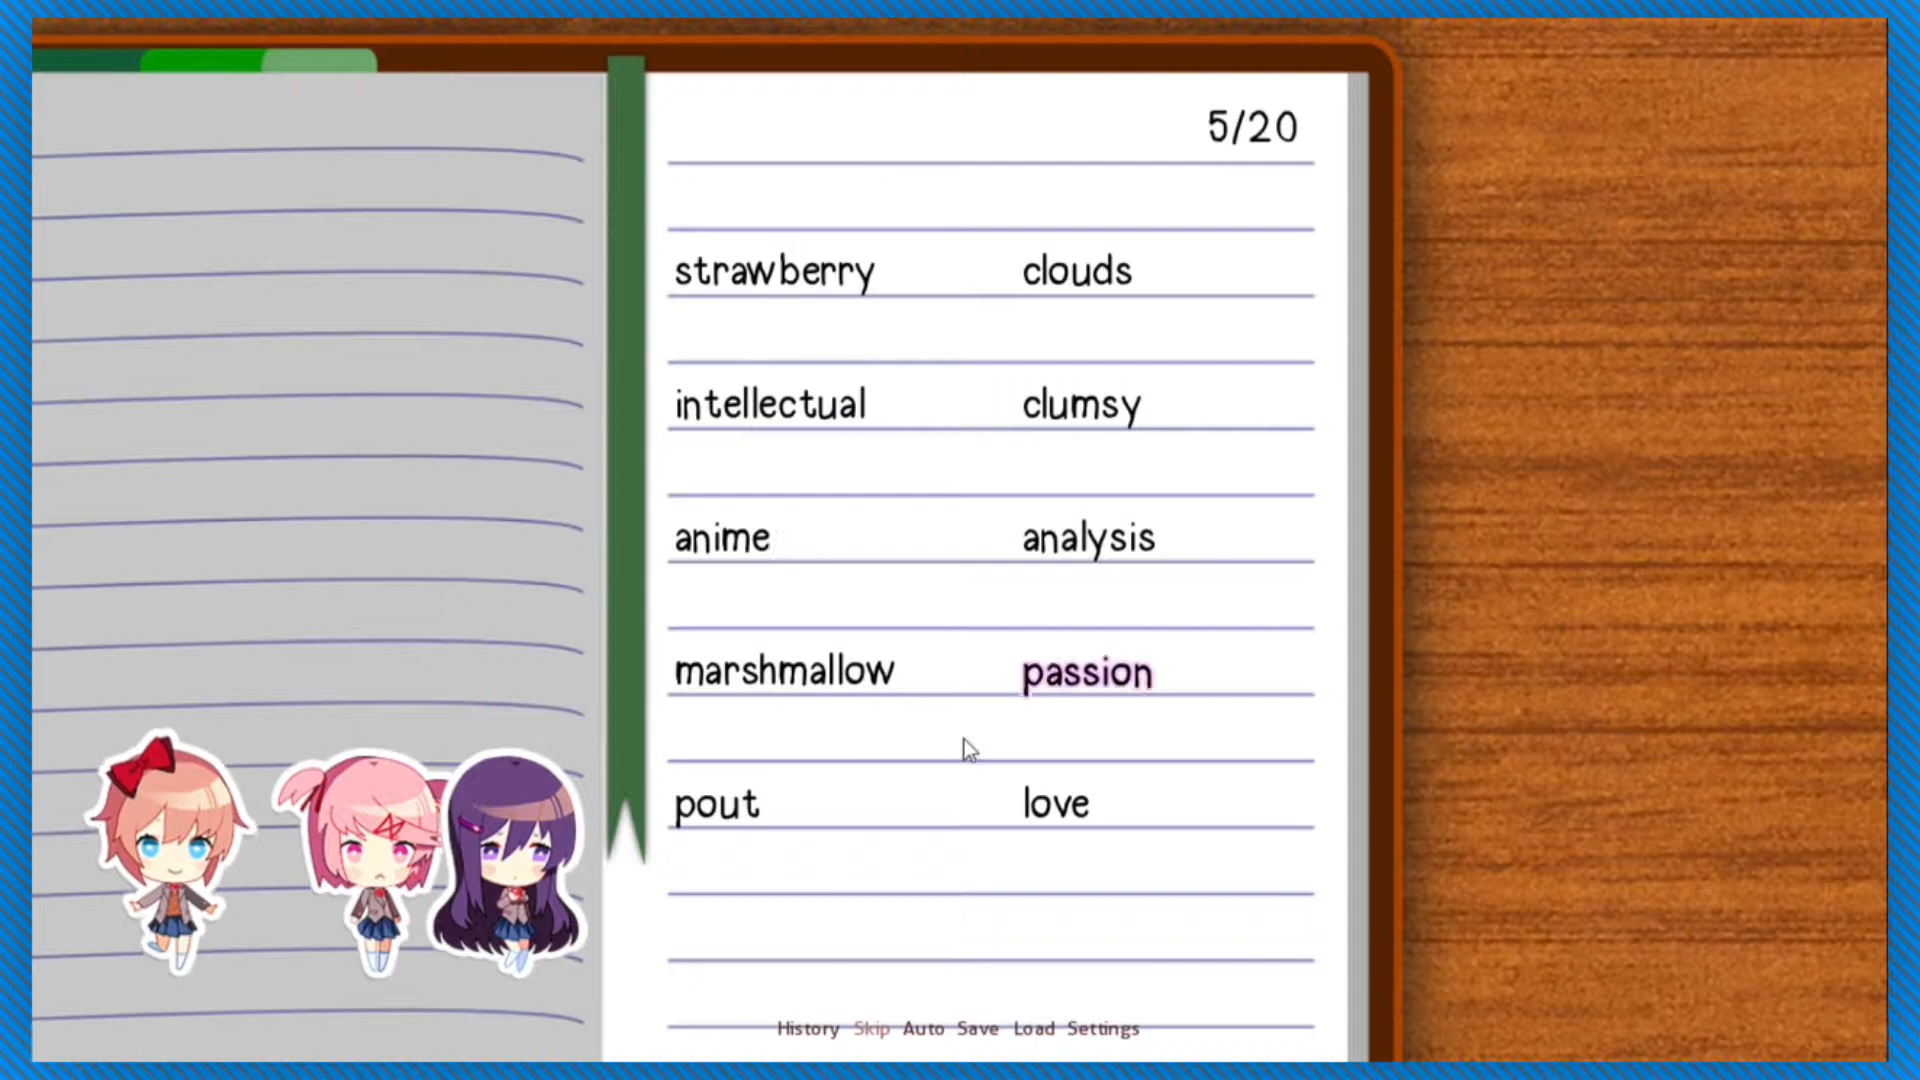 5/20
strawberry clouds
intellectual clumsy
anime analysis
marshmallow passion
pout love
History Skip Auto Save Load Settings